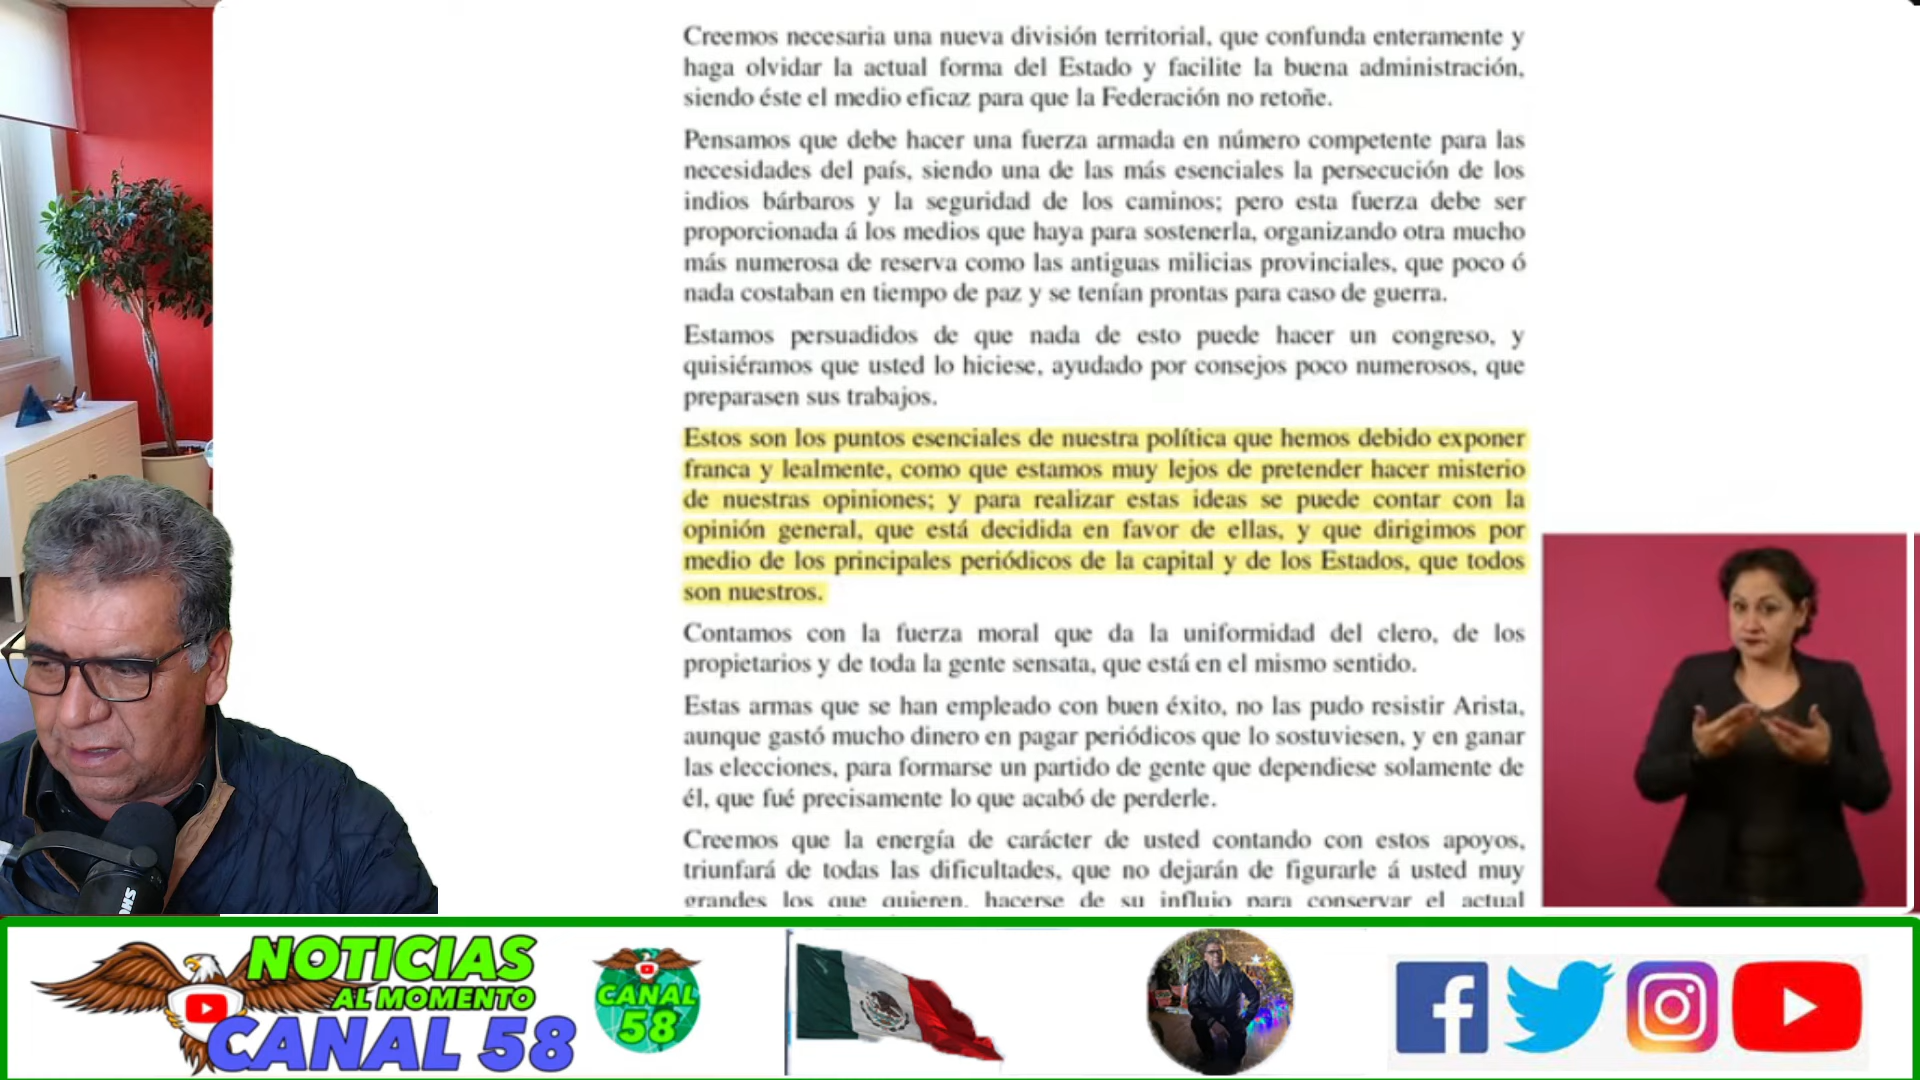 Creemos necesaria una nueva división territorial, que confunda enteramente y
haga olvidar la actual forma del Estado y facilite la buena administración,
siendo éste el medio eficaz para que la Federación no retoñe.
Pensamos que debe hacer una fuerza armada en número competente para las
necesidades del país, siendo una de las más esenciales la persecución de los
indios bárbaros y la seguridad de los caminos; pero esta fuerza debe ser
proporcionada á los medios que haya para sostenerla, organizando otra mucho
más numerosa de reserva como las antiguas milicias provinciales, que poco ó
nada costaban en tiempo de paz y se tenían prontas para caso de guerra.
Estamos persuadidos de que nada de esto puede hacer un congreso, y
quisiéramos que usted lo hiciese, ayudado por consejos poco numerosos, que
preparasen sus trabajos.
Estos son los puntos esenciales de nuestra política que hemos debido exponer
franca y lealmente, como que estamos muy lejos de pretender hacer misterio
de nuestras opiniones; y para realizar estas ideas se puede contar con la
opinión general, que está decidida en favor de ellas, y que dirigimos por
medio de los principales periódicos de la capital y de los Estados, que todos
son nuestros.
Contamos con la fuerza moral que da la uniformidad del clero, de los
propietarios y de toda la gente sensata, que está en el mismo sentido.
Estas armas que se han empleado con buen éxito, no las pudo resistir Arista,
aunque gastó mucho dinero en pagar periódicos que lo sostuviesen, y en ganar
las elecciones, para formarse un partido de gente que dependiese solamente de
él, que fué precisamente lo que acabó de perderle.
Creemos que la energía de carácter de usted contando con estos apoyos,
triunfará de todas las dificultades, que no dejarán de figurarle á usted muy
grandes los que quieren, hacerse de su influjo para conservar el actual
SHU
NOTICIAS
AL MOMENTO
CANAL 58
CANAL
58